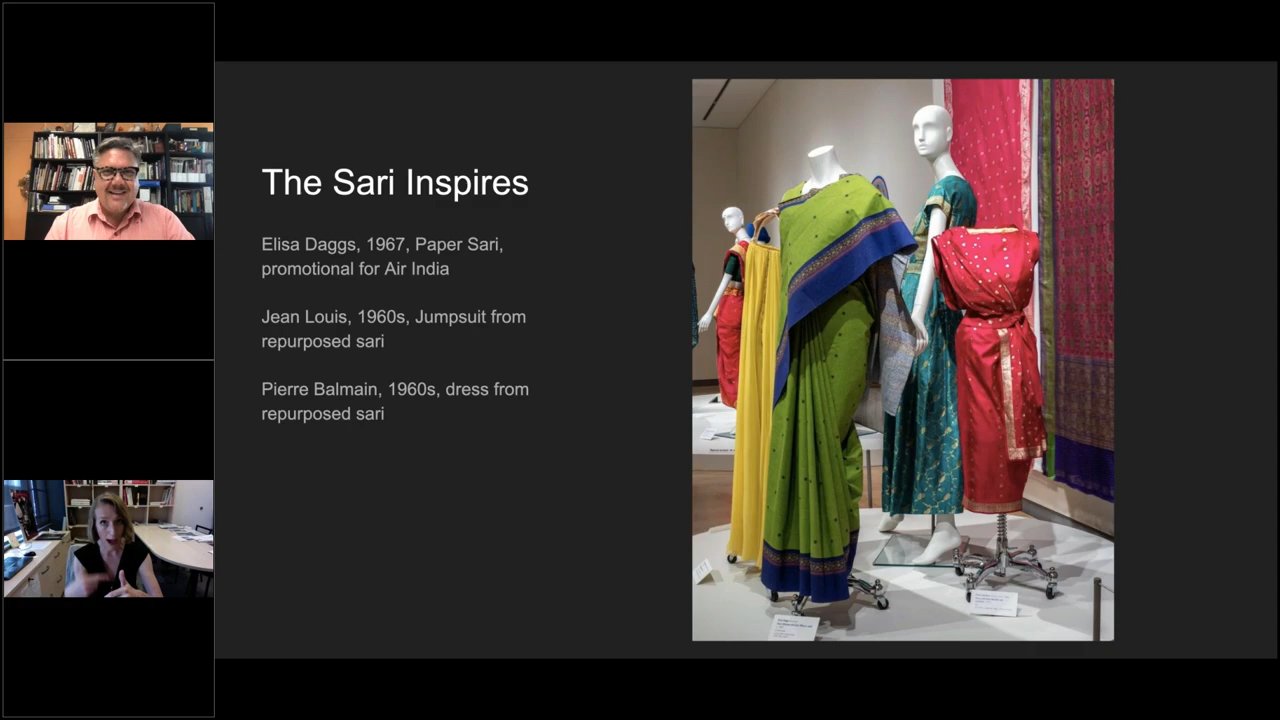 The Sari Inspires
Elisa Daggs, 1967, Paper Sari,
promotional for Air India
Jean Louis, 1960s, Jumpsuit from
repurposed sari
Pierre Balmain, 1960s, dress from
repurposed sari